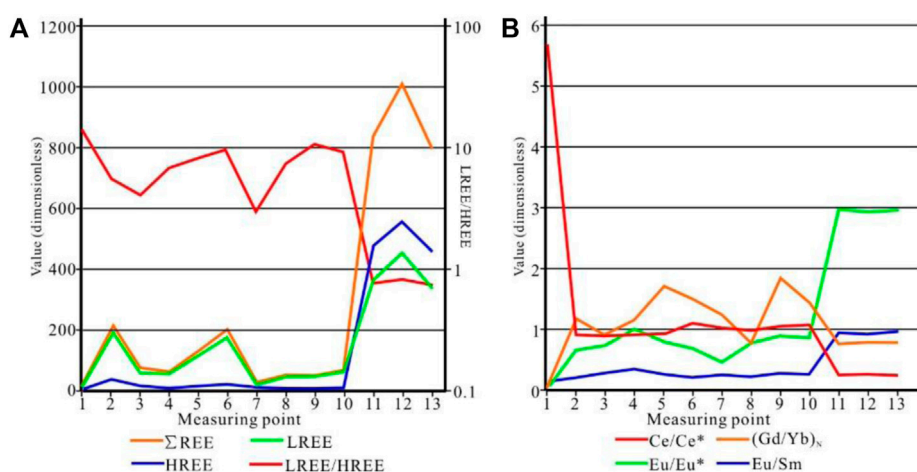 A
1200
1000
800
600
400
200
0
Value (dimensionless)
100
10
1
0.1
LREE/HREE
1 2 3 4 5 6 7 8 9 10 11 12 13
Measuring point
∑REE LREE
HREE LREE/HREE
B
6
5
4
3
2
1
0
Value (dimensionless)
1 2 3 4 5 6 7 8 9 10 11 12 13
Measuring point
Ce/Ce* (Gd/Yb)N
Eu/Eu* Eu/Sm